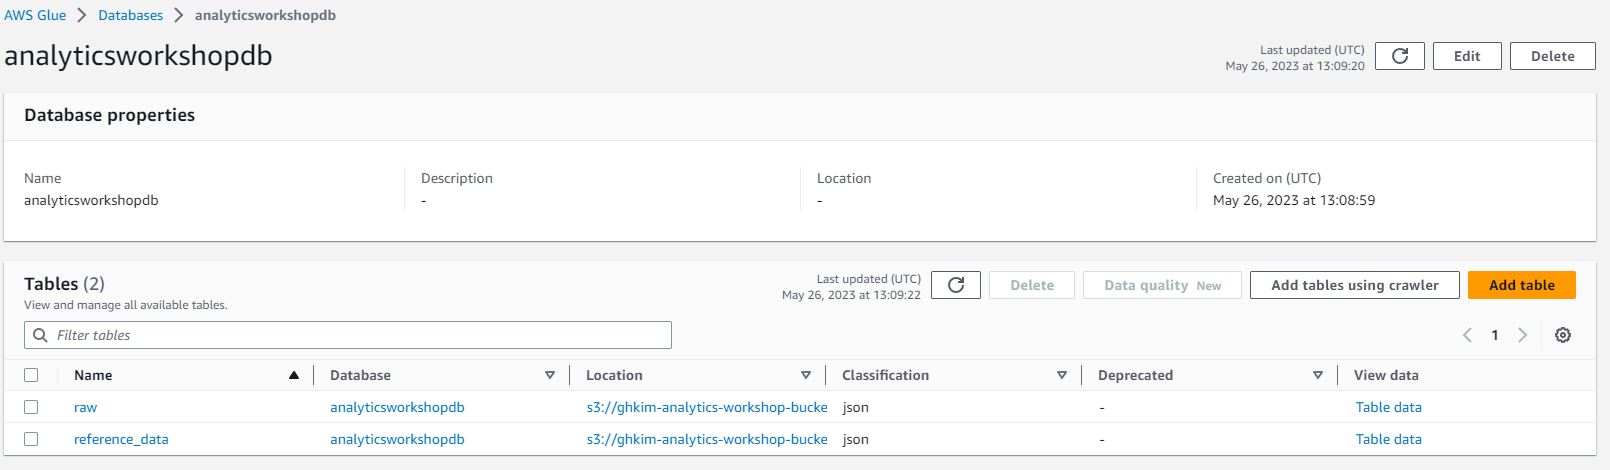 AWS Glue > Databases > analyticsworkshopdb
analyticsworkshopdb
Last updated (UTC)
May 26, 2023 at 13:09:20
Edit
Delete
Database properties
Name
analyticsworkshopdb
Description
-
Location
-
Created on (UTC)
May 26, 2023 at 13:08:59
Tables (2)
View and manage all available tables.
Last updated (UTC)
May 26, 2023 at 13:09:22
Delete
Data quality New
Add tables using crawler
Add table
Filter tables
1
Name Database Location Classification Deprecated View data
raw analyticsworkshopdb s3://ghkim-analytics-workshop-bucke json - Table data
reference_data analyticsworkshopdb s3://ghkim-analytics-workshop-bucke json - Table data